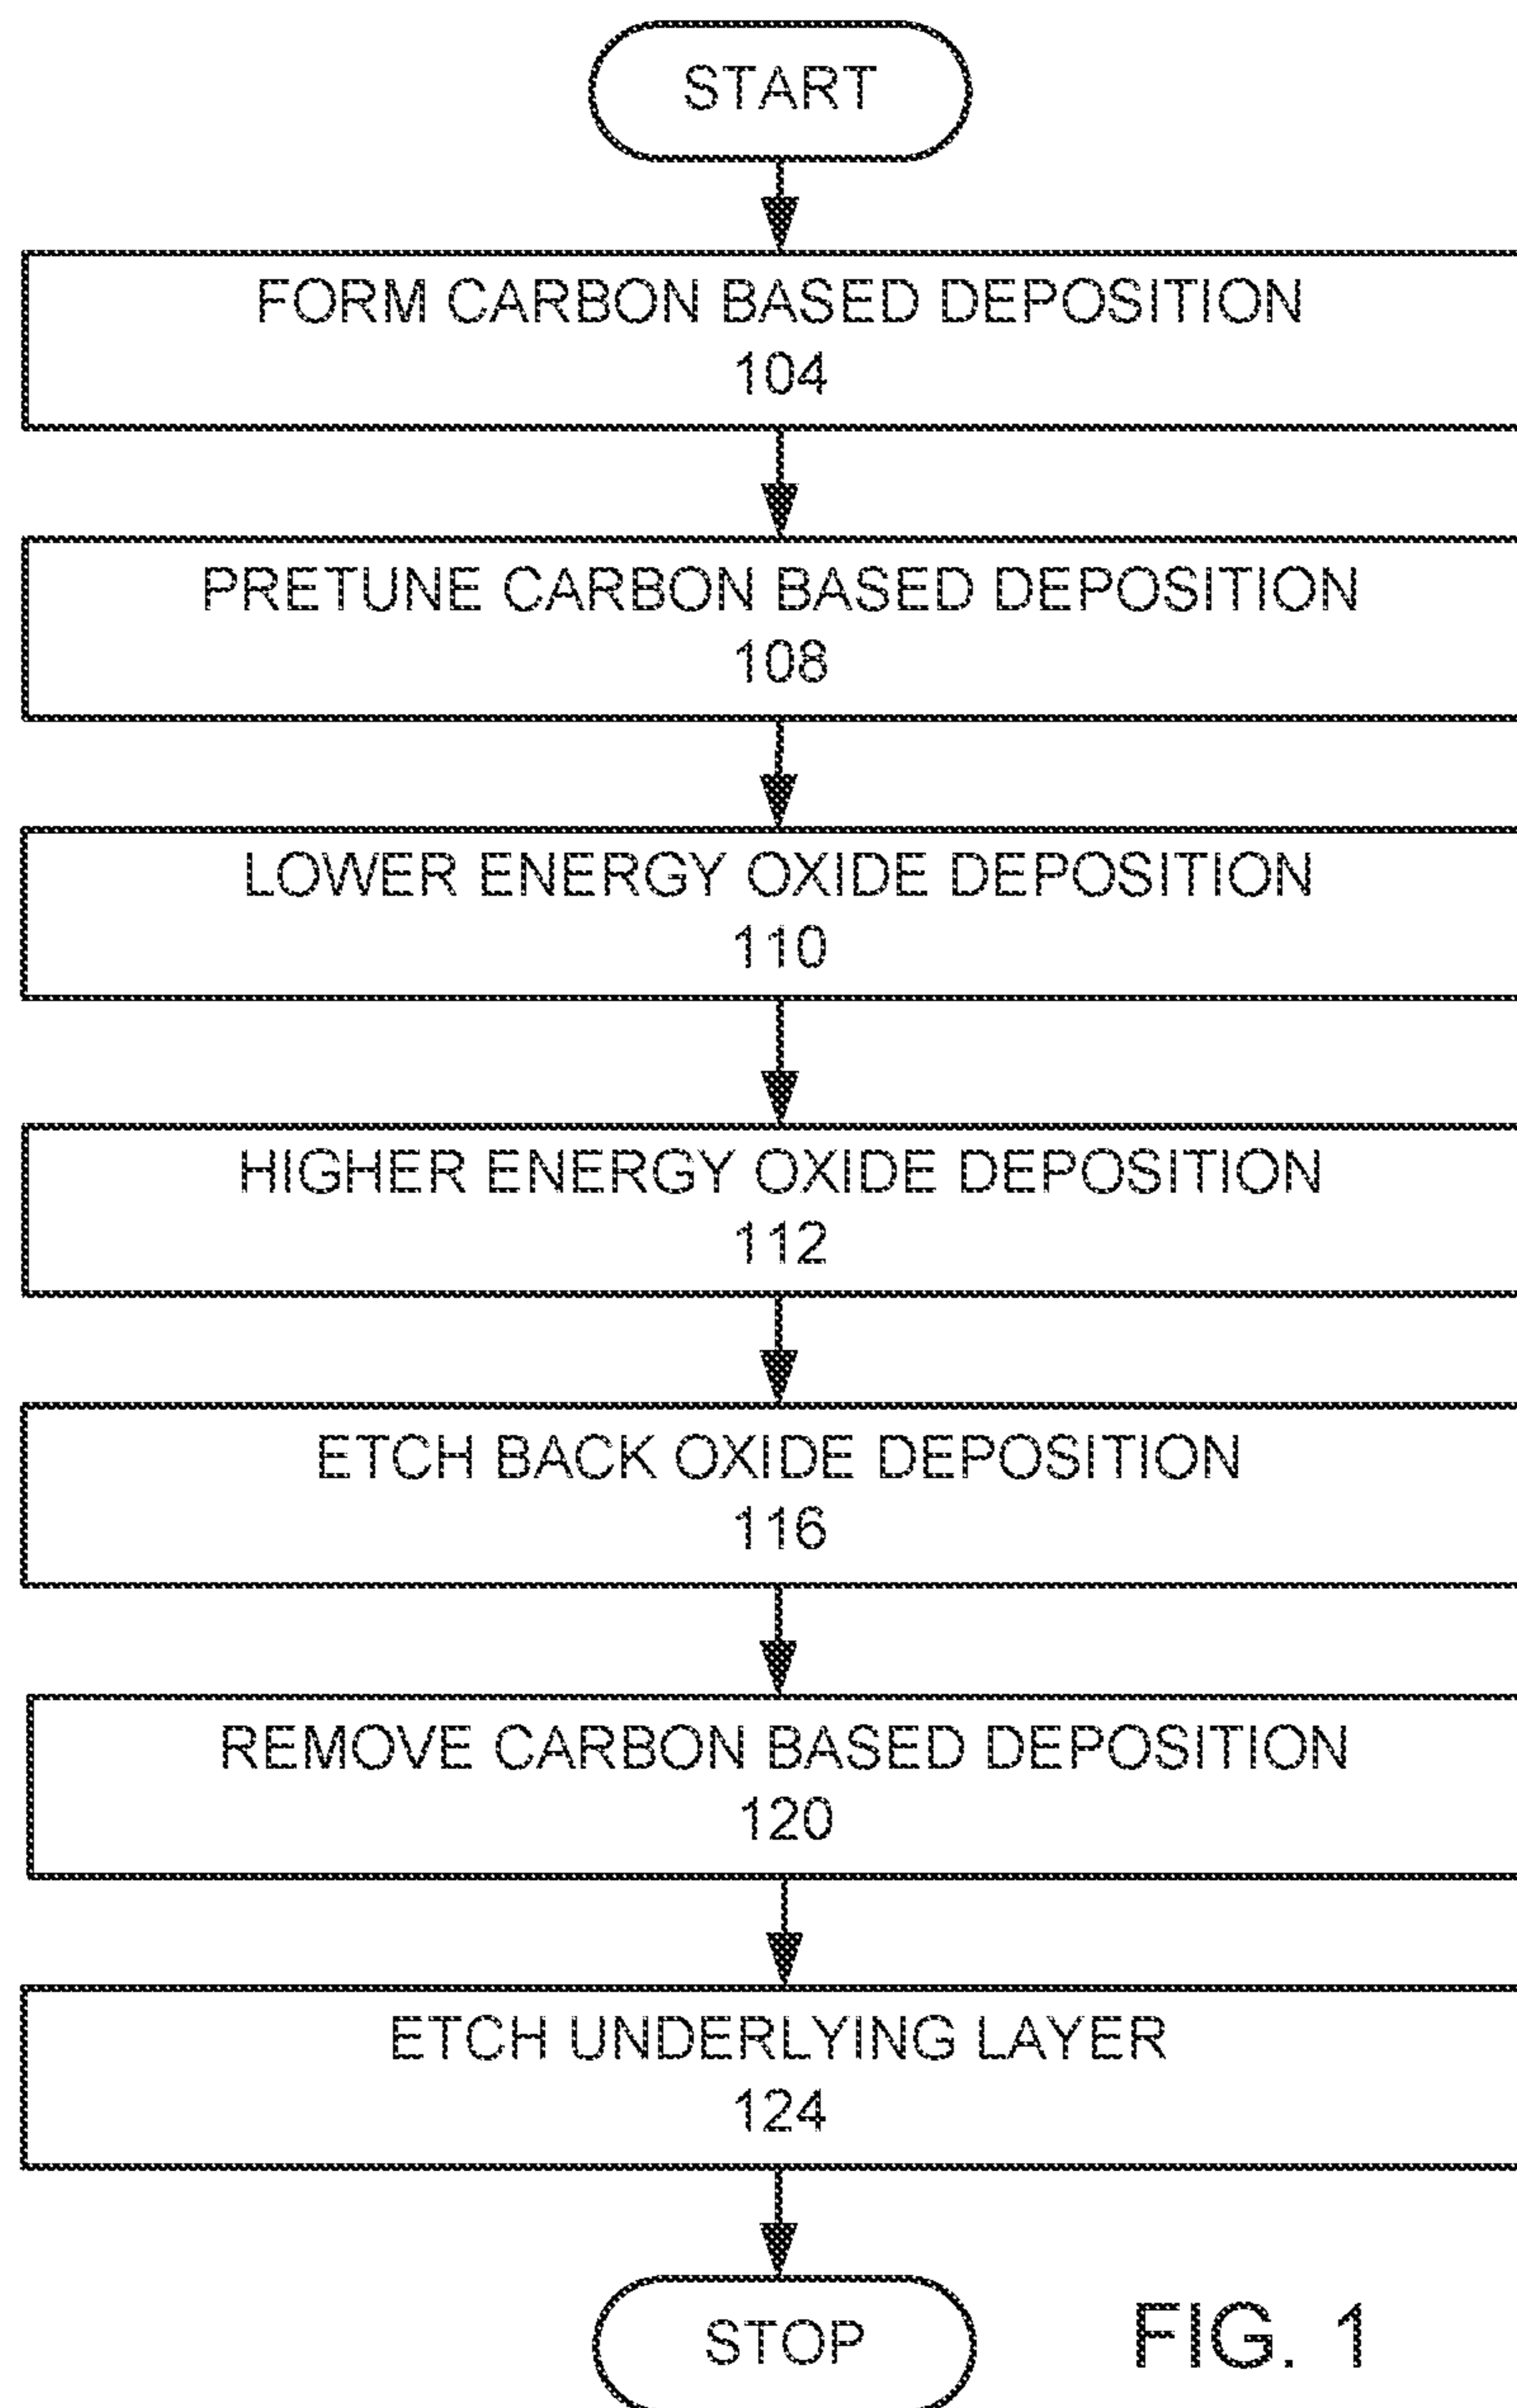 START
FORM CARBON BASED DEPOSITION
104
PRETUNE CARBON BASED DEPOSITION
108
LOWER ENERGY OXIDE DEPOSITION
110
HIGHER ENERGY OXIDE DEPOSITION
112
ETCH BACK OXIDE DEPOSITION
116
REMOVE CARBON BASED DEPOSITION
120
ETCH UNDERLYING LAYER
124
STOP
FIG. 1